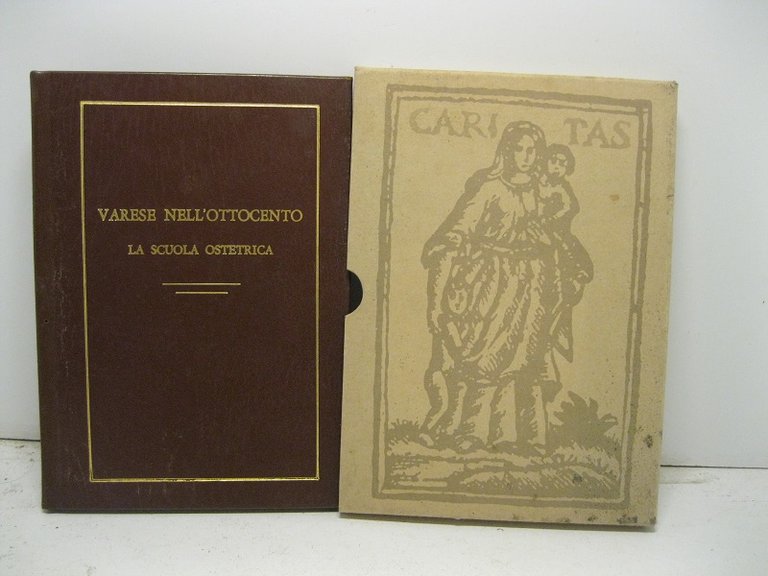 VARESE NELL'OTTOCENTO
LA SCUOLA OSTETRICA
CARITAS